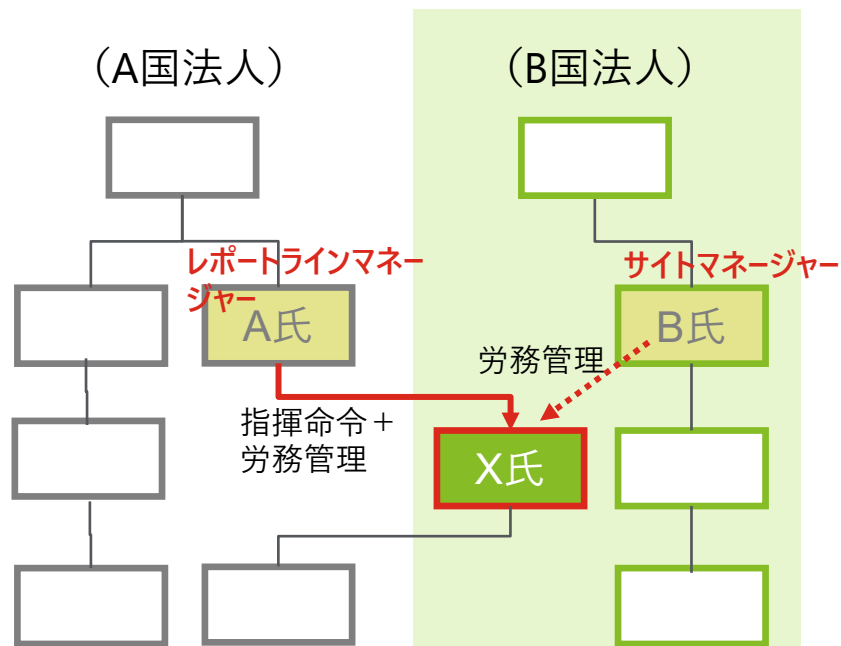 （A国法人）
（B国法人）
レポートラインマネー
ジャー
サイトマネージャー
A氏
B氏
労務管理
指揮命令＋
労務管理
X氏